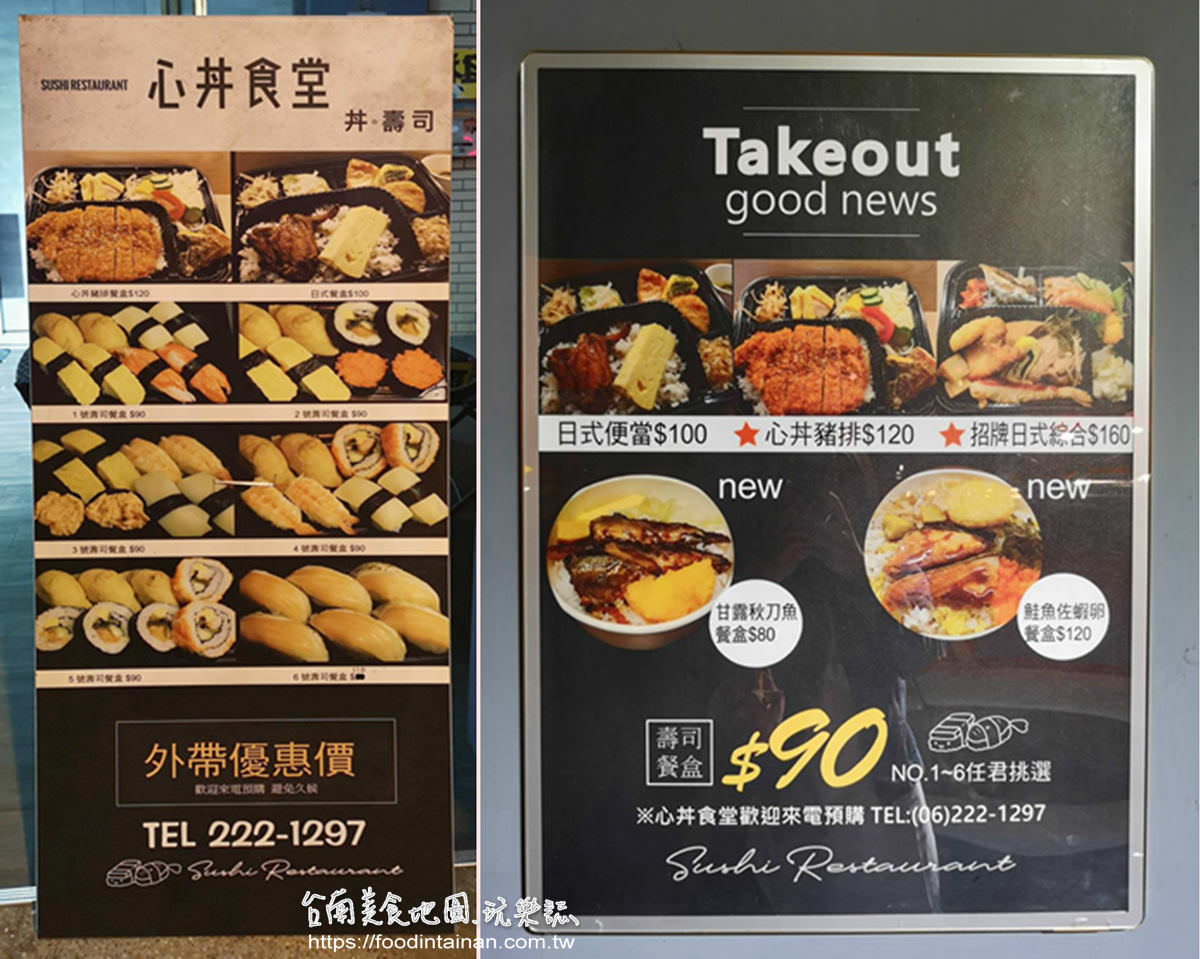 SUSHI RESTAURANT
心丼食堂
丼。壽司
心丼豬排餐盒$120
日式餐盒$100
1 號壽司餐盒 $90
2 號壽司餐盒 $90
3 號壽司餐盒 $90
4 號壽司餐盒 $90
5 號壽司餐盒 $90
6 號壽司餐盒
外帶優惠價
歡迎來電預購 避免久候
TEL 222-1297
Sushi Restaurant
Takeout
good news
日式便當$100
★心丼豬排$120
★招牌日式綜合$160
new
new
甘露秋刀魚
餐盒$80
鮭魚佐蝦卵
餐盒$120
壽司
餐盒
$90
NO.1~6任君挑選
※心丼食堂歡迎來電預購 TEL:(06)222-1297
Sushi Restaurant
台南美食地圖.玩樂誌
https://foodintainan.com.tw